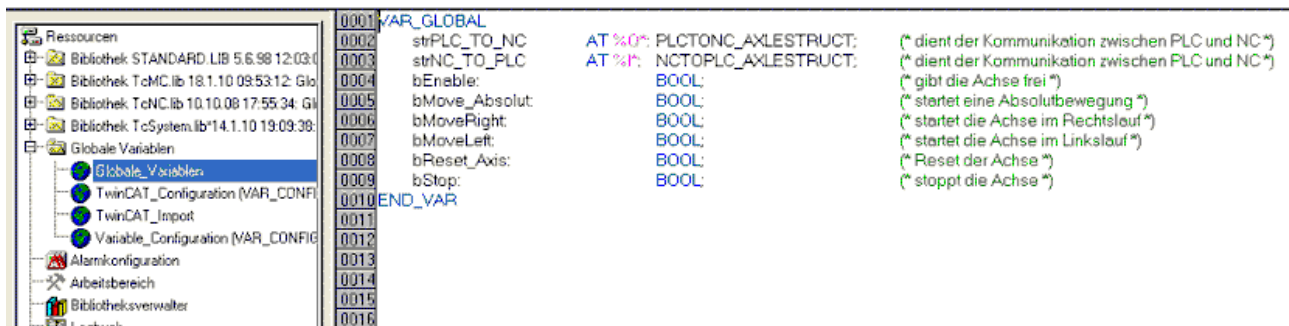 Ressourcen
Bibliothek STANDARD.LIB 5.6.98 12:03:0
Bibliothek TcMC.lib 18.1.10 09:53:12: Glo
Bibliothek TcNC.lib 10.10.08 17:55:34: Gl
Bibliothek TcSystem.lib*14.1.10 19:09:38:
Globale Variablen
Globale_Variablen
TwinCAT_Configuration (VAR_CONFI
TwinCAT_Import
Variable_Configuration (VAR_CONFIG
Alarmkonfiguration
Arbeitsbereich
Bibliotheksverwalter
0001 VAR_GLOBAL
0002 strPLC_TO_NC AT %Q*: PLCTONC_AXLESTRUCT; (* dient der Kommunikation zwischen PLC und NC *)
0003 strNC_TO_PLC AT %I*: NCTOPLC_AXLESTRUCT; (* dient der Kommunikation zwischen PLC und NC *)
0004 bEnable: BOOL; (* gibt die Achse frei *)
0005 bMove_Absolut: BOOL; (* startet eine Absolutbewegung *)
0006 bMoveRight: BOOL; (* startet die Achse im Rechtslauf *)
0007 bMoveLeft: BOOL; (* startet die Achse im Linkslauf *)
0008 bReset_Axis: BOOL; (* Reset der Achse *)
0009 bStop: BOOL; (* stoppt die Achse *)
0010 END_VAR
0011
0012
0013
0014
0015
0016